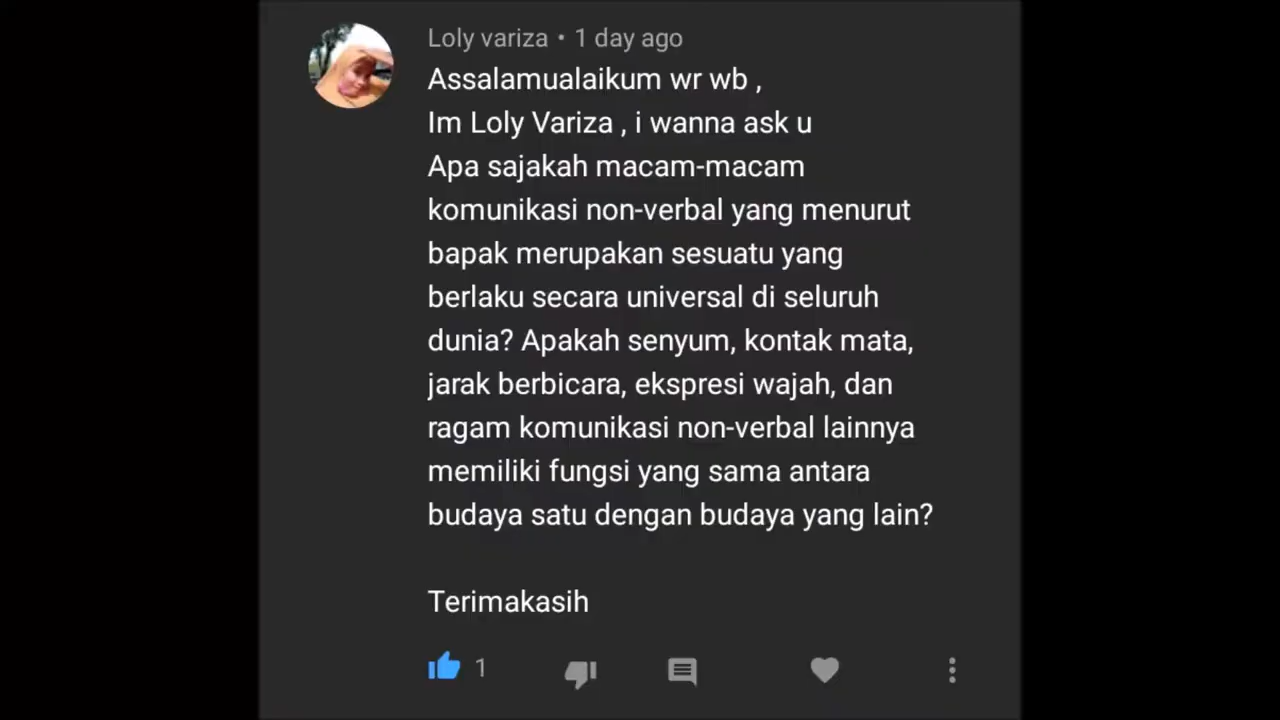 Loly variza • 1 day ago
Assalamualaikum wr wb ,
Im Loly Variza , i wanna ask u
Apa sajakah macam-macam
komunikasi non-verbal yang menurut
bapak merupakan sesuatu yang
berlaku secara universal di seluruh
dunia? Apakah senyum, kontak mata,
jarak berbicara, ekspresi wajah, dan
ragam komunikasi non-verbal lainnya
memiliki fungsi yang sama antara
budaya satu dengan budaya yang lain?
Terimakasih
1